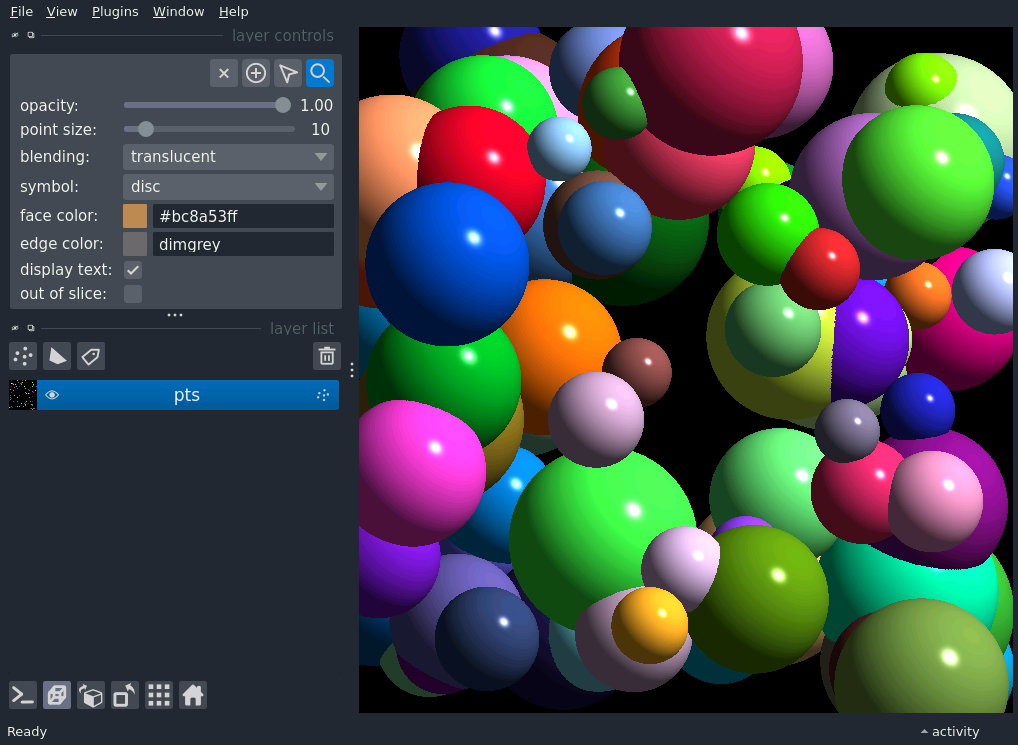 File View Plugins Window Help
layer controls
opacity: 1.00
point size: 10
blending: translucent
symbol: disc
face color: #bc8a53ff
edge color: dimgrey
display text:
out of slice:
layer list
pts
Ready activity